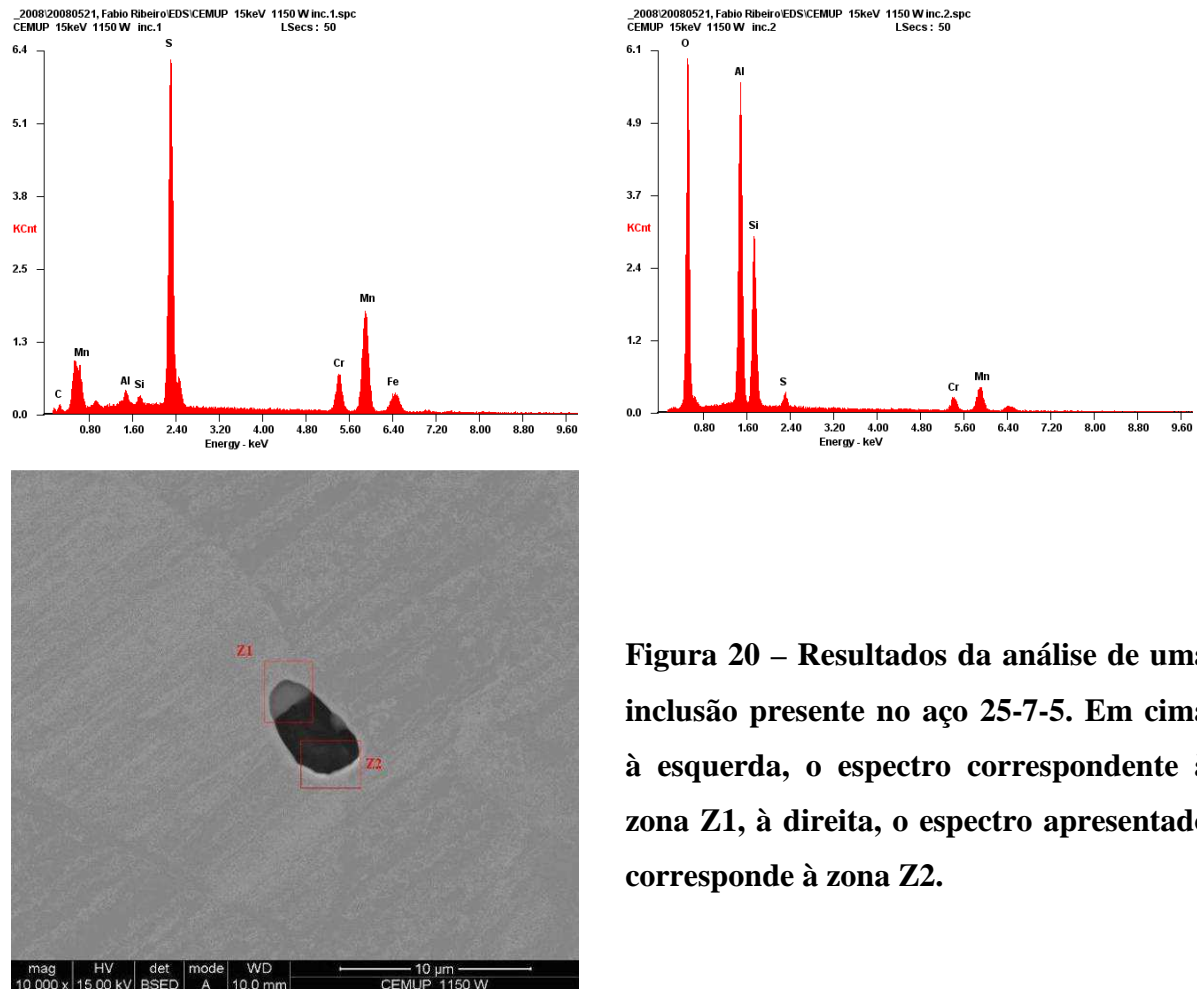 _2008\20080521, Fabio Ribeiro\EDS\CEMUP 15keV 1150 W inc.1.spc
CEMUP 15keV 1150 W inc.1 LSecs : 50
6.4
5.1
3.8
KCnt
2.5
1.3
0.0
C
Mn
Al
Si
S
Cr
Mn
Fe
0.80 1.60 2.40 3.20 4.00 4.80 5.60 6.40 7.20 8.00 8.80 9.60
Energy - keV
_2008\20080521, Fabio Ribeiro\EDS\CEMUP 15keV 1150 W inc.2.spc
CEMUP 15keV 1150 W inc.2 LSecs : 50
6.1
4.9
3.7
KCnt
2.4
1.2
0.0
O
Al
Si
S
Cr
Mn
0.80 1.60 2.40 3.20 4.00 4.80 5.60 6.40 7.20 8.00 8.80 9.60
Energy - keV
Z1
Z2
mag HV det mode WD 10 µm
10 000 x 15.00 kV BSED A 10.0 mm CEMUP 1150 W
Figura 20 – Resultados da análise de uma
inclusão presente no aço 25-7-5. Em cima
à esquerda, o espectro correspondente
zona Z1, à direita, o espectro apresentado
corresponde à zona Z2.